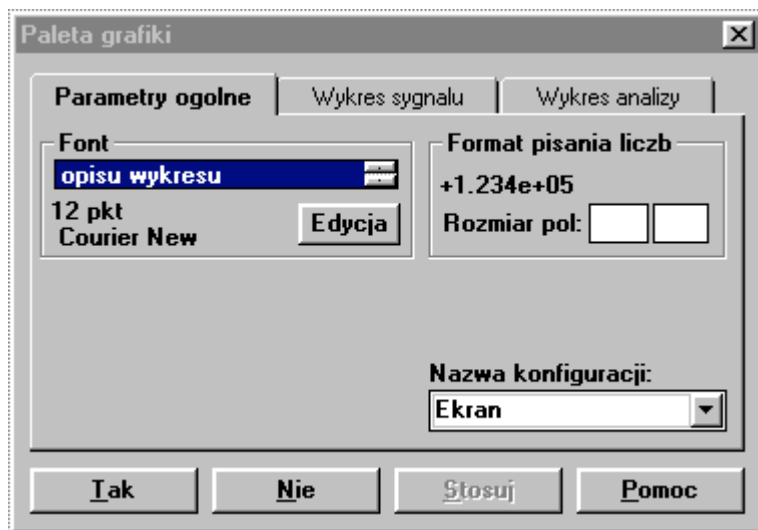 Paleta grafiki
Parametry ogolne
Wykres sygnalu
Wykres analizy
Font
opisu wykresu
12 pkt
Courier New
Edycja
Format pisania liczb
+1.234e+05
Rozmiar pol:
Nazwa konfiguracji:
Ekran
Tak
Nie
Stosuj
Pomoc